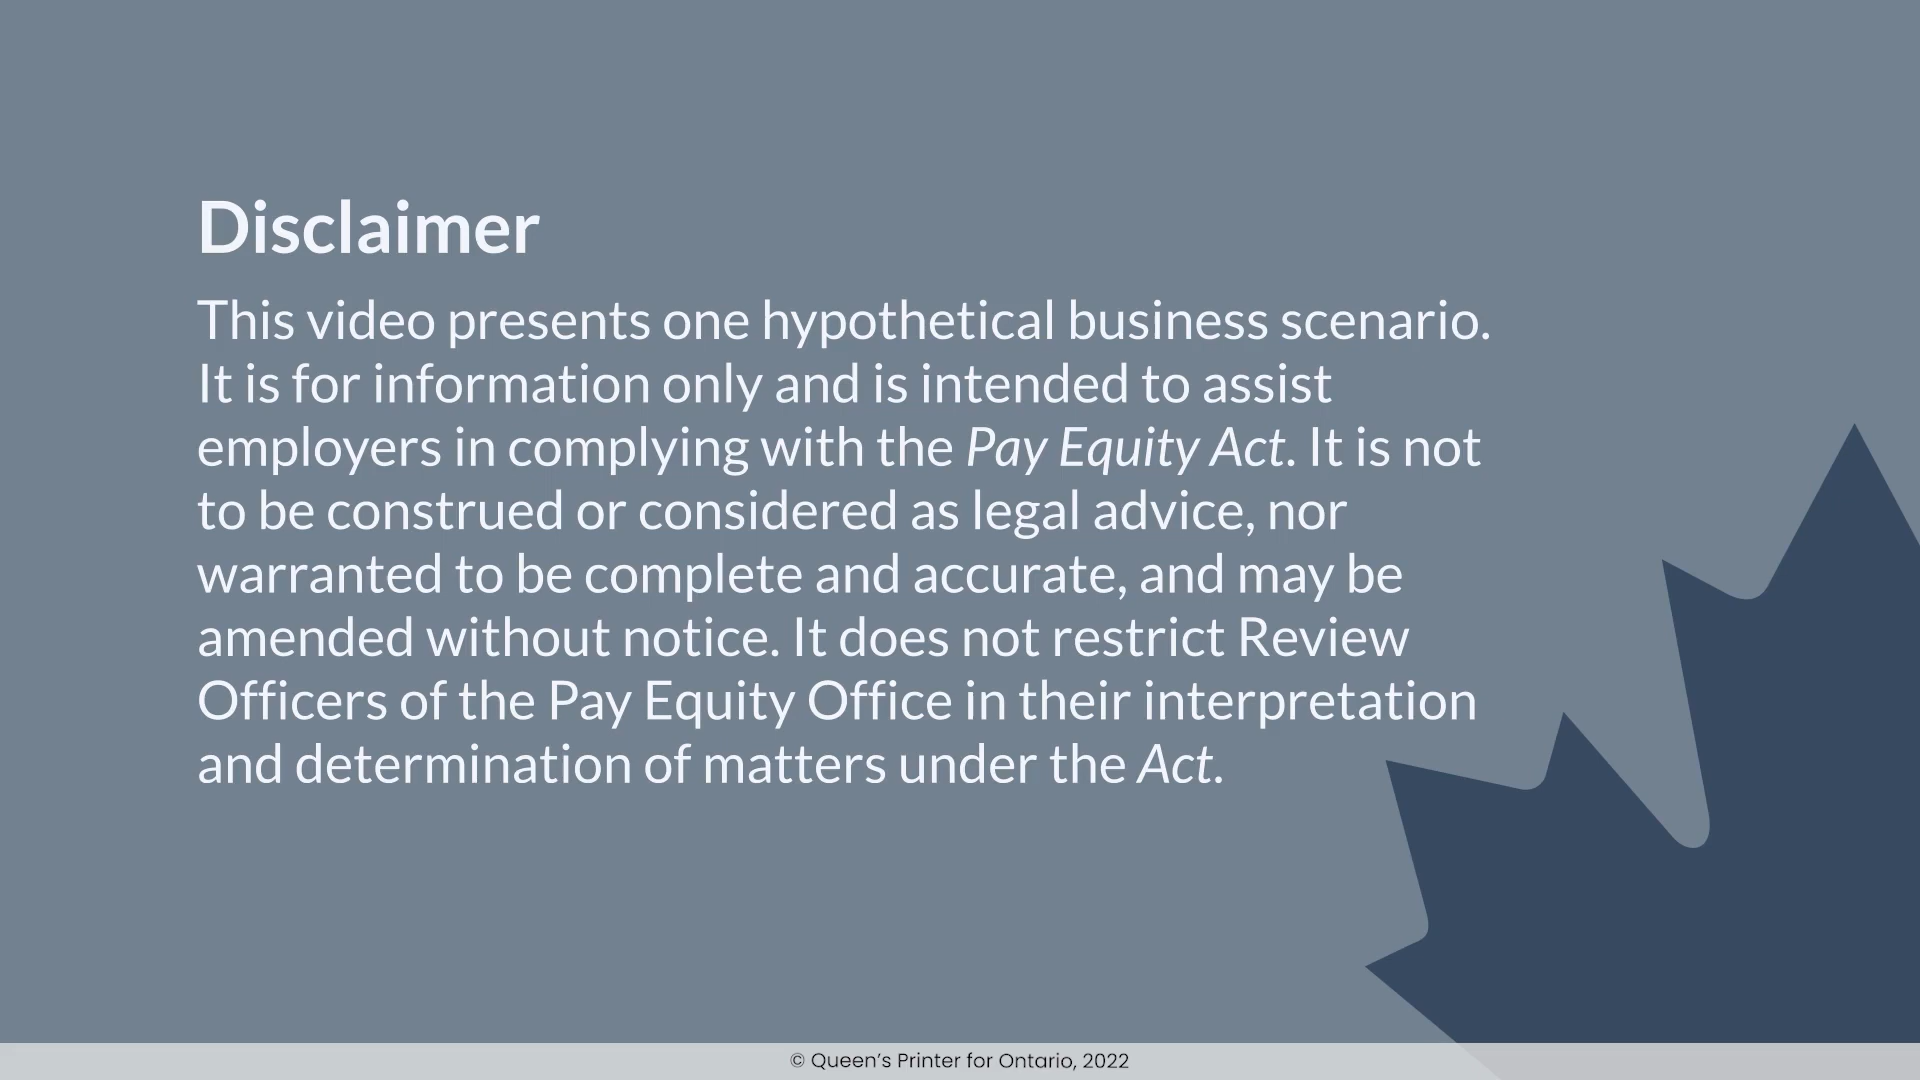 Disclaimer
This video presents one hypothetical business scenario.
It is for information only and is intended to assist
employers in complying with the Pay Equity Act. It is not
to be construed or considered as legal advice, nor
warranted to be complete and accurate, and may be
amended without notice. It does not restrict Review
Officers of the Pay Equity Office in their interpretation
and determination of matters under the Act.
© Queen’s Printer for Ontario, 2022